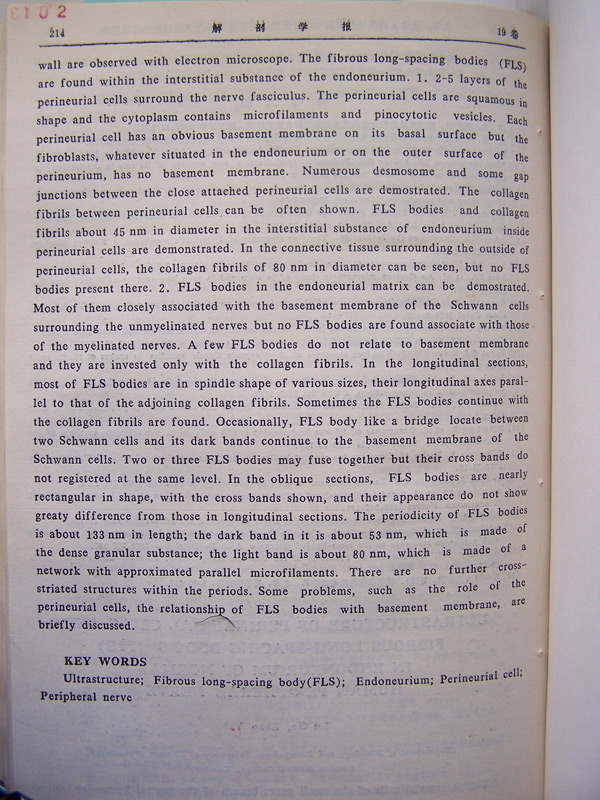 214 解剖学报 19卷
wall are observed with electron microscope. The fibrous long-spacing bodies (FLS)
are found within the interstitial substance of the endoneurium. 1. 2-5 layers of the
perineurial cells surround the nerve fasciculus. The perineurial cells are squamous in
shape and the cytoplasm contains microfilaments and pinocytotic vesicles. Each
perineurial cell has an obvious basement membrane on its basal surface but the
fibroblasts, whatever situated in the endoneurium or on the outer surface of the
perineurium, has no basement membrane. Numerous desmosome and some gap
junctions between the close attached perineurial cells are demostrated. The collagen
fibrils between perineurial cells can be often shown. FLS bodies and collagen
fibrils about 45 nm in diameter in the interstitial substance of endoneurium inside
perineurial cells are demonstrated. In the connective tissue surrounding the outside of
perineurial cells, the collagen fibrils of 80 nm in diameter can be seen, but no FLS
bodies present there. 2. FLS bodies in the endoneurial matrix can be demostrated.
Most of them closely associated with the basement membrane of the Schwann cells
surrounding the unmyelinated nerves but no FLS bodies are found associate with those
of the myelinated nerves. A few FLS bodies do not relate to basement membrane
and they are invested only with the collagen fibrils. In the longitudinal sections,
most of FLS bodies are in spindle shape of various sizes, their longitudinal axes paral-
lel to that of the adjoining collagen fibrils. Sometimes the FLS bodies continue with
the collagen fibrils are found. Occasionally, FLS body like a bridge locate between
two Schwann cells and its dark bands continue to the basement membrane of the
Schwann cells. Two or three FLS bodies may fuse together but their cross bands do
not registered at the same level. In the oblique sections, FLS bodies are nearly
rectangular in shape, with the cross bands shown, and their appearance do not show
greaty difference from those in longitudinal sections. The periodicity of FLS bodies
is about 133 nm in length; the dark band in it is about 53 nm, which is made of
the dense granular substance; the light band is about 80 nm, which is made of a
network with approximated parallel microfilaments. There are no further cross-
striated structures within the periods. Some problems, such as the role of the
perineurial cells, the relationship of FLS bodies with basement membrane, are
briefly discussed.
KEY WORDS
Ultrastructure; Fibrous long-spacing body(FLS); Endoneurium; Perineurial cell;
Peripheral nerve